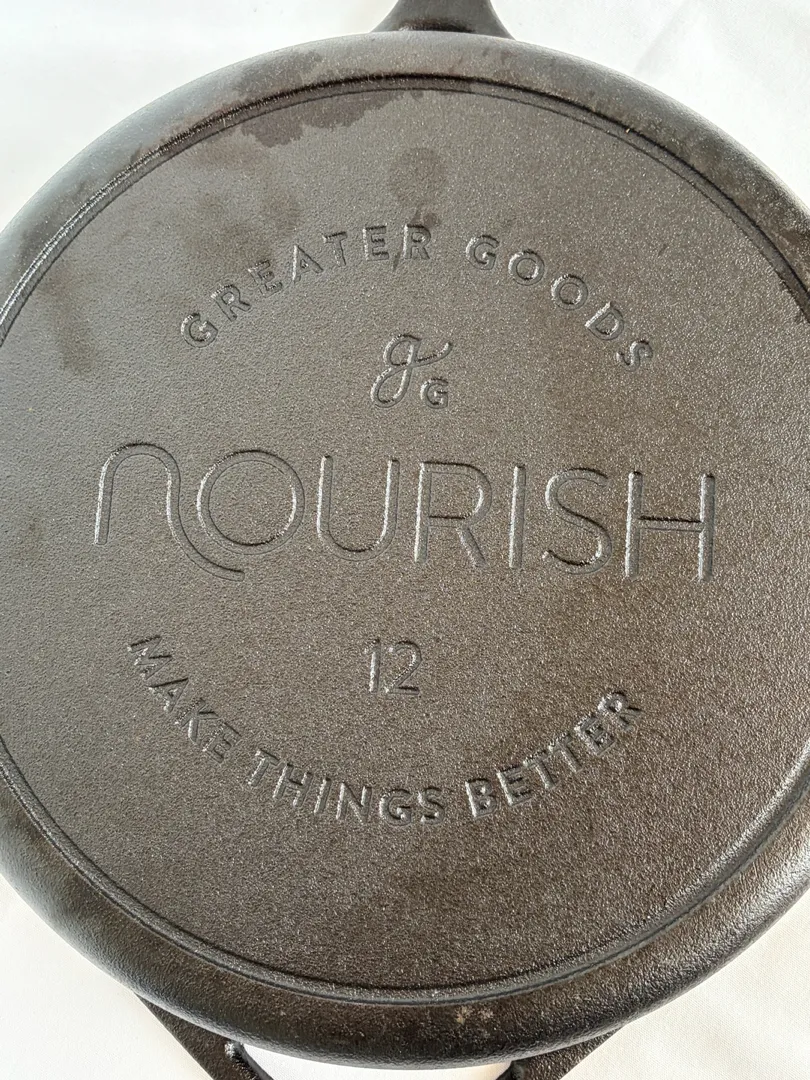 GREATER GOODS
gG
NOURISH
12
MAKE THINGS BETTER